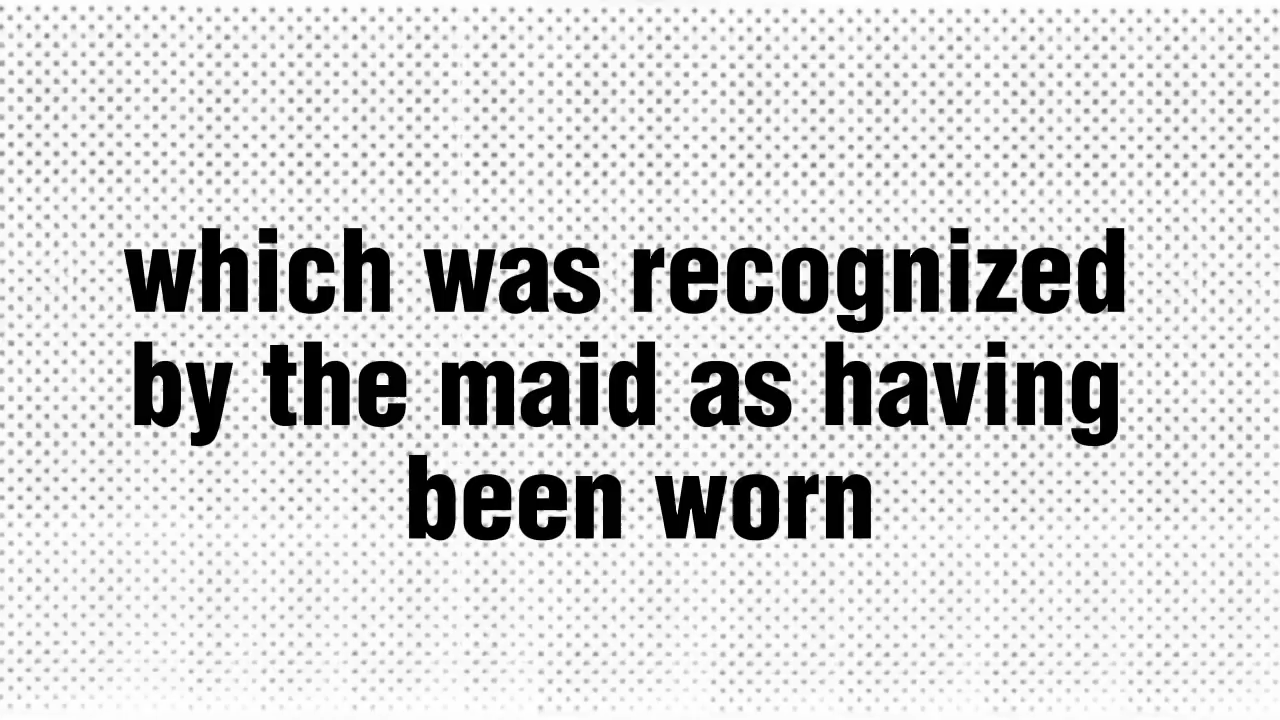 which was recognized
by the maid as having
been worn